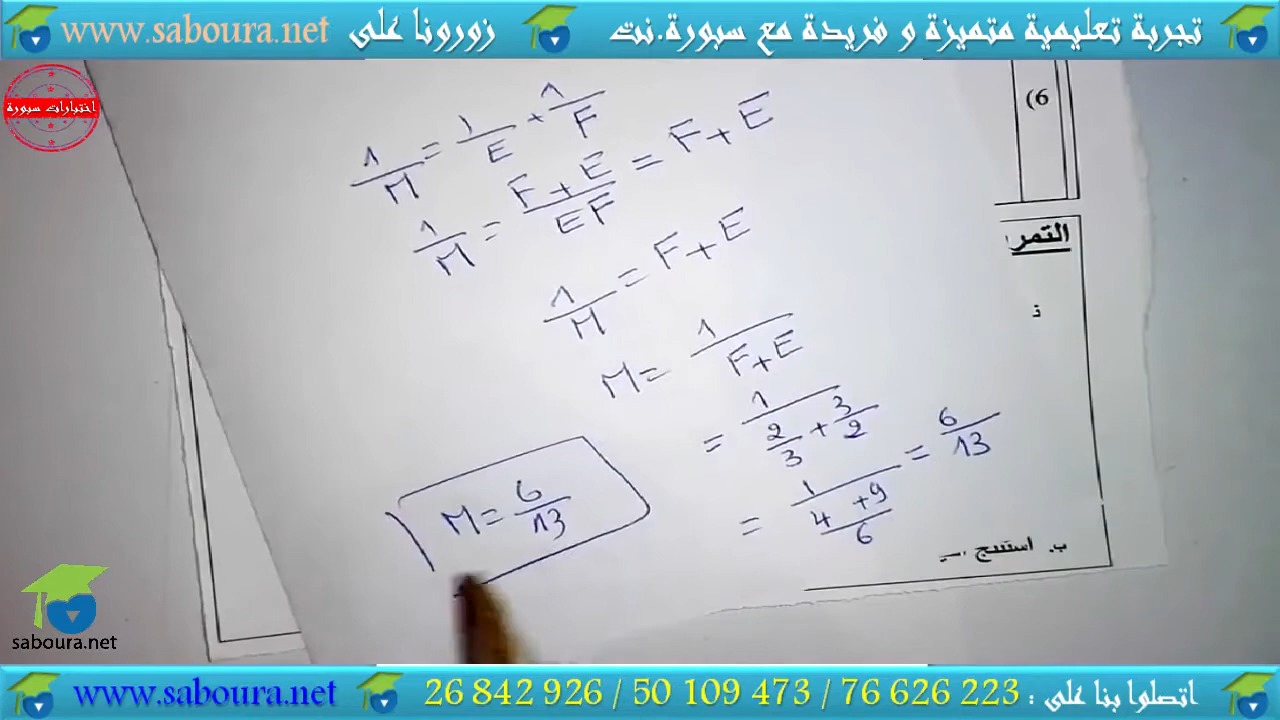 تجربة تعليمية متميزة و فريدة مع سبورة.نت زورونا على www.saboura.net
اختبارات سبورة
6)
1/M = 1/E + 1/F
1/M = (F + E)/EF = F + E
التمر
1/M = F + E
M = 1/(F + E)
= 1/(2/3 + 3/2)
= 1/((4 + 9)/6) = 6/13
M = 6/13
ب. استنتج
saboura.net
اتصلوا بنا على : 223 626 76 / 473 109 50 / 926 842 26 www.saboura.net